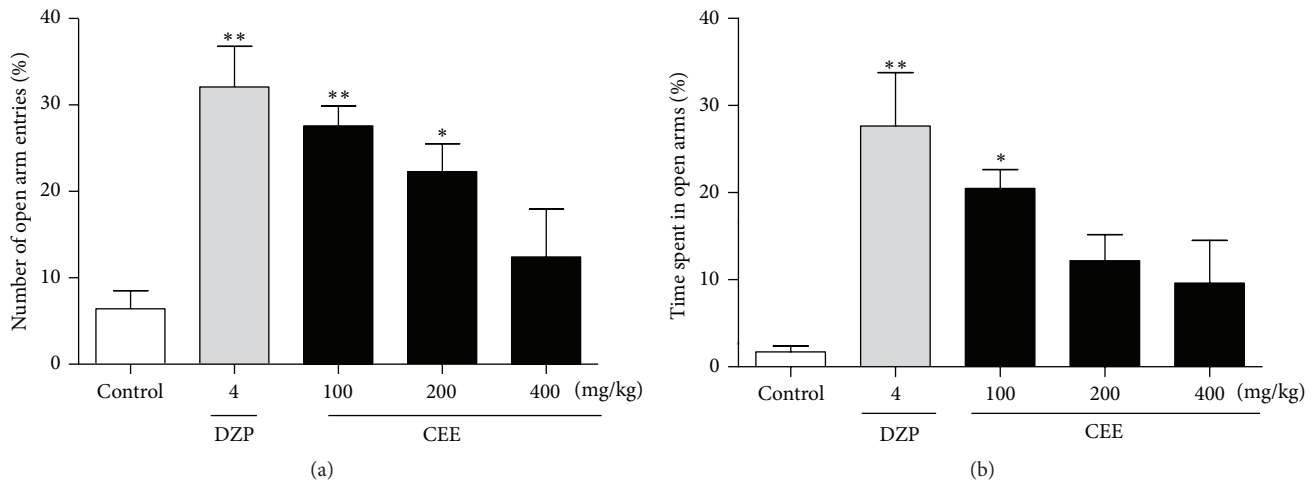 Number of open arm entries (%)
40
30
20
10
0
**
**
*
Control
4
100
200
400
(mg/kg)
DZP
CEE
(a)
Time spent in open arms (%)
40
30
20
10
0
**
*
Control
4
100
200
400
(mg/kg)
DZP
CEE
(b)